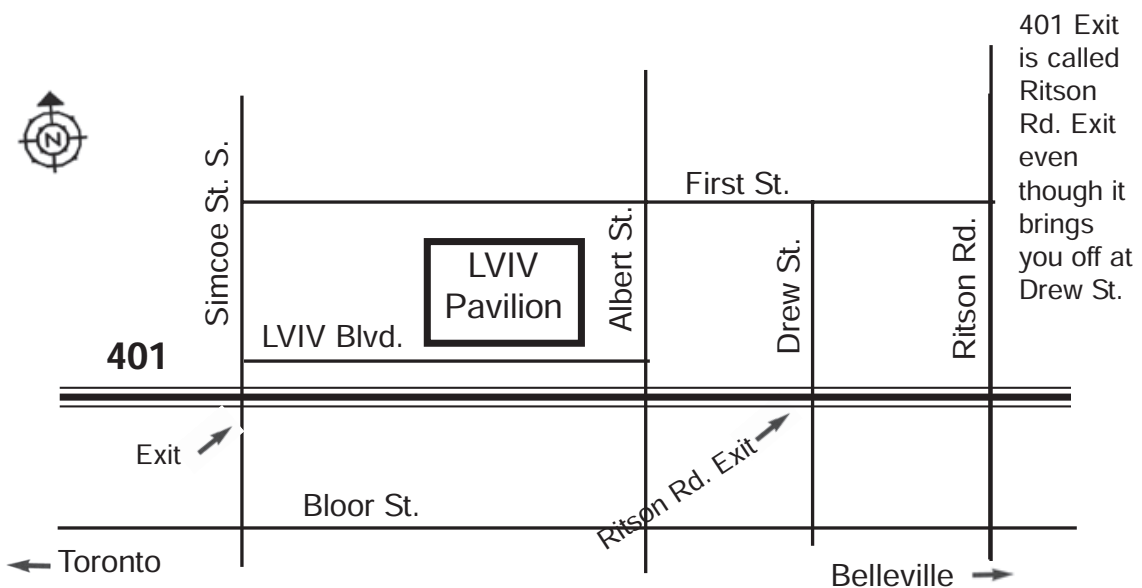 401 Exit
is called
Ritson
Rd. Exit
even
though it
brings
you off at
Drew St.
N
Simcoe St. S.
First St.
LVIV
Pavilion
Albert St.
Drew St.
Ritson Rd.
LVIV Blvd.
401
Exit
Ritson Rd. Exit
Bloor St.
Toronto
Belleville